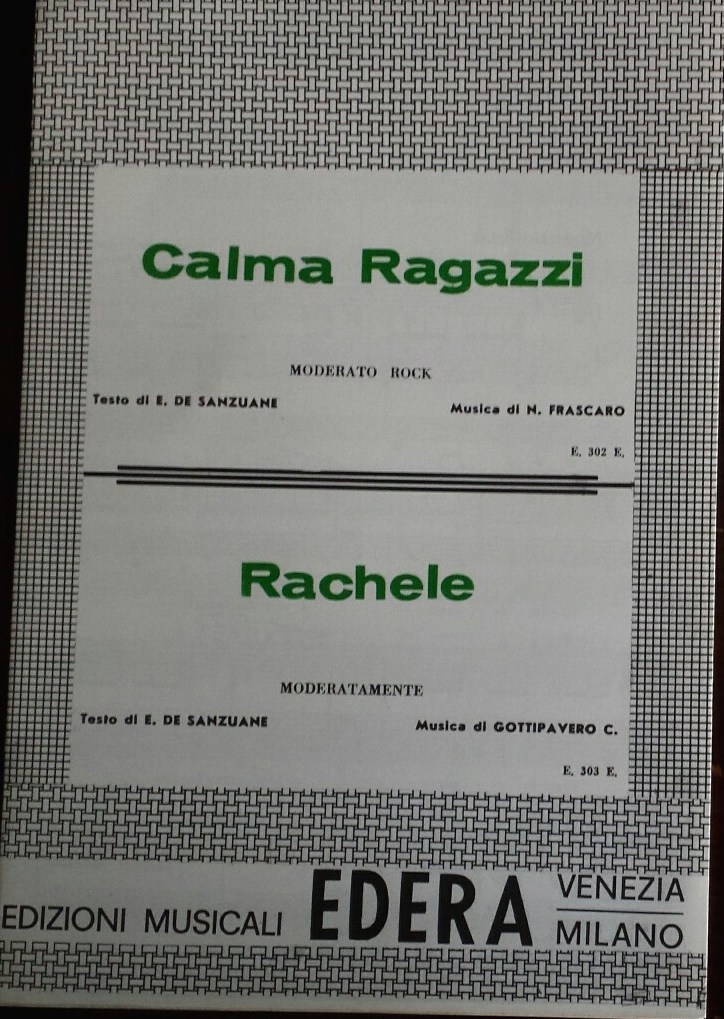 Calma Ragazzi
MODERATO ROCK
Testo di E. DE SANZUANE
Musica di N. FRASCARO
E. 302 E.
Rachele
MODERATAMENTE
Testo di E. DE SANZUANE
Musica di GOTTIPAVERO C.
E. 303 E.
EDIZIONI MUSICALI EDERA VENEZIA
MILANO